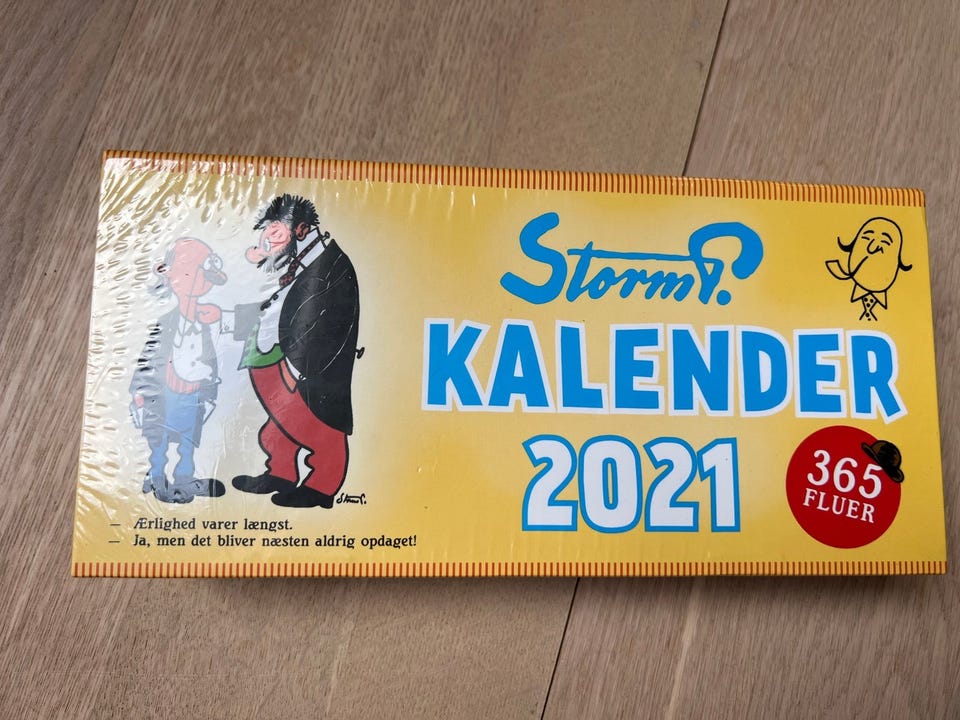 Storm P.
KALENDER
2021
365
FLUER
Storm P.
— Ærlighed varer længst.
— Ja, men det bliver næsten aldrig opdaget!